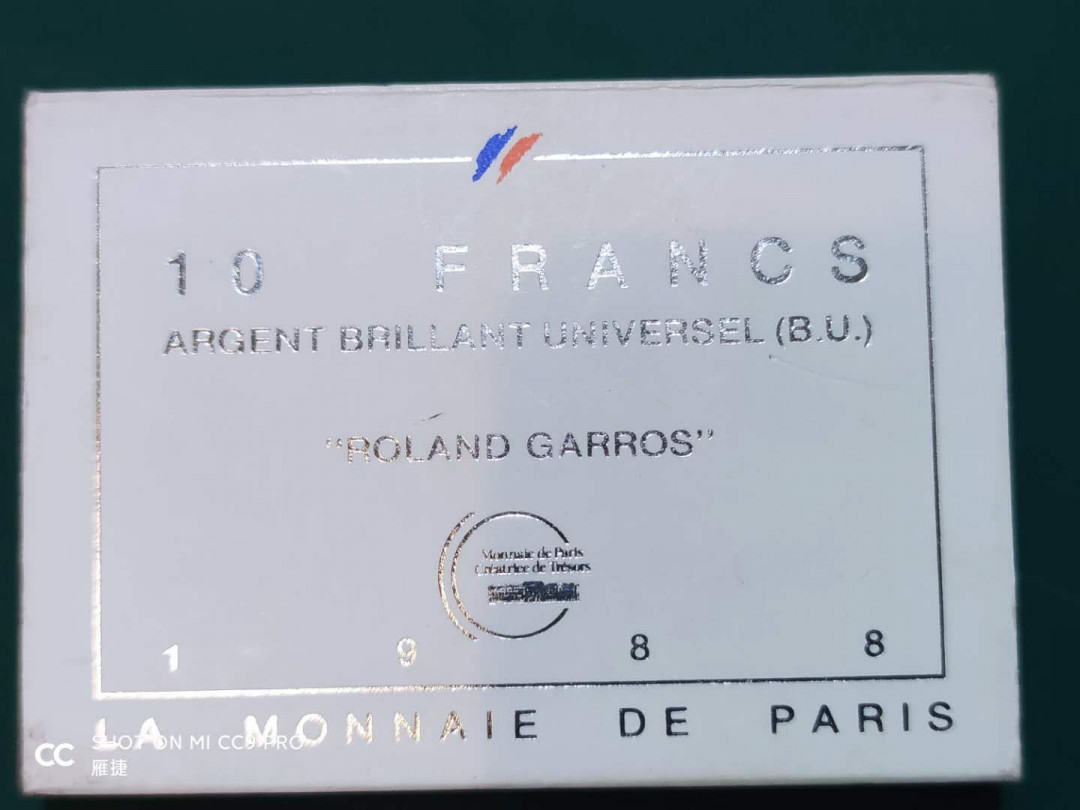 10 FRANCS
ARGENT BRILLANT UNIVERSEL (B.U.)
"ROLAND GARROS"
Monnaie de Paris
Créatrice de Trésors
1 9 8 8
LA MONNAIE DE PARIS
CC SHOT ON MI CC9 PRO
雁捷